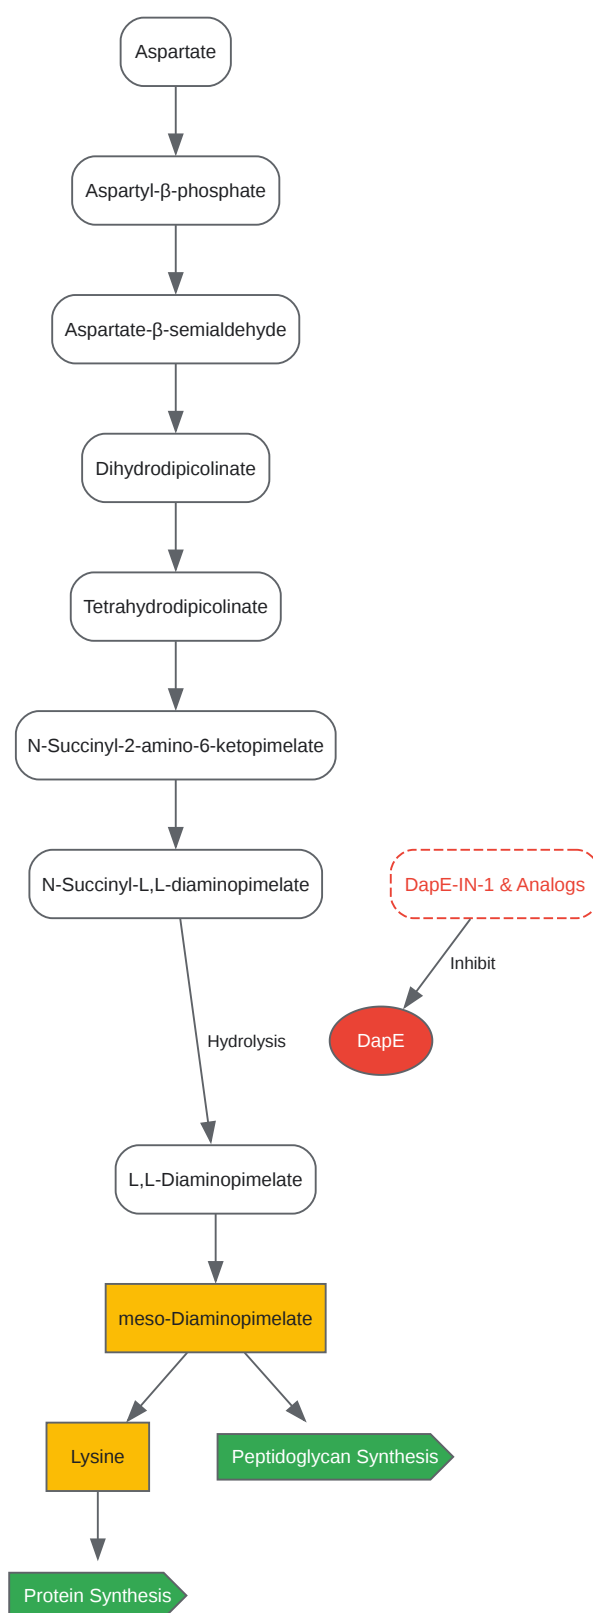 Aspartate
Aspartyl-β-phosphate
Aspartate-β-semialdehyde
Dihydrodipicolinate
Tetrahydrodipicolinate
N-Succinyl-2-amino-6-ketopimelate
N-Succinyl-L,L-diaminopimelate
DapE-IN-1 & Analogs
Inhibit
DapE
Hydrolysis
L,L-Diaminopimelate
meso-Diaminopimelate
Lysine
Peptidoglycan Synthesis
Protein Synthesis